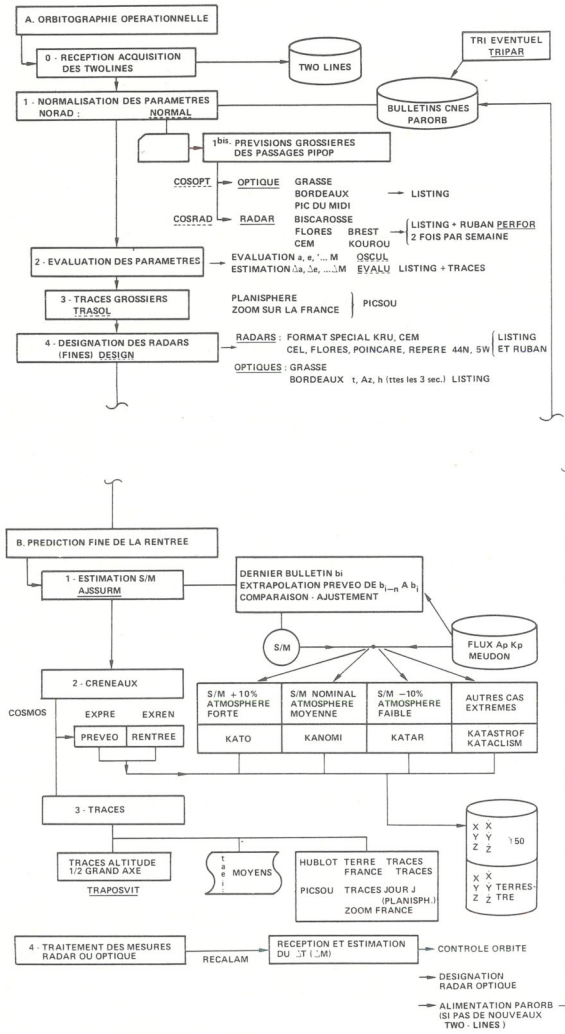 A. ORBITOGRAPHIE OPERATIONNELLE
0 - RECEPTION ACQUISITION
DES TWOLINES
TWO LINES
TRI EVENTUEL
TRIPAR
1 - NORMALISATION DES PARAMETRES
NORAD : NORMAL
BULLETINS CNES
PARORB
1bis. PREVISIONS GROSSIERES
DES PASSAGES PIPOP
COSOPT OPTIQUE GRASSE
BORDEAUX LISTING
PIC DU MIDI
COSRAD RADAR BISCAROSSE
FLORES BREST LISTING + RUBAN PERFOR
CEM KOUROU 2 FOIS PAR SEMAINE
2 - EVALUATION DES PARAMETRES
EVALUATION a, e, '... M OSCUL
ESTIMATION Δa, Δe, ...ΔM EVALU LISTING + TRACES
3 - TRACES GROSSIERS
TRASOL
PLANISPHERE
ZOOM SUR LA FRANCE
PICSOU
4 - DESIGNATION DES RADARS
(FINES) DESIGN
RADARS : FORMAT SPECIAL KRU, CEM LISTING
CEL, FLORES, POINCARE, REPERE 44N, 5W ET RUBAN
OPTIQUES : GRASSE
BORDEAUX t, Az, h (ttes les 3 sec.) LISTING
B. PREDICTION FINE DE LA RENTREE
1 - ESTIMATION S/M
AJSSURM
DERNIER BULLETIN bi
EXTRAPOLATION PREVEO DE bi-n A bi
COMPARAISON - AJUSTEMENT
S/M
FLUX Ap Kp
MEUDON
2 - CRENEAUX
COSMOS
EXPRE EXREN
PREVEO RENTREE
S/M +10%
ATMOSPHERE
FORTE
S/M NOMINAL
ATMOSPHERE
MOYENNE
S/M -10%
ATMOSPHERE
FAIBLE
AUTRES CAS
EXTREMES
KATO
KANOMI
KATAR
KATASTROF
KATACLISM
3 - TRACES
TRACES ALTITUDE
1/2 GRAND AXE
TRAPOSVIT
t
a
e
i
MOYENS
HUBLOT TERRE TRACES
FRANCE TRACES
PICSOU TRACES JOUR J
(PLANISPH.)
ZOOM FRANCE
X Ẋ
Y Ẏ 50
Z Ż
X Ẋ
Y Ẏ TERRES-
Z Ż TRE
4 - TRAITEMENT DES MESURES
RADAR OU OPTIQUE
RECALAM
RECEPTION ET ESTIMATION
DU ΔT (ΔM)
CONTROLE ORBITE
DESIGNATION
RADAR OPTIQUE
ALIMENTATION PARORB
(SI PAS DE NOUVEAUX
TWO - LINES )